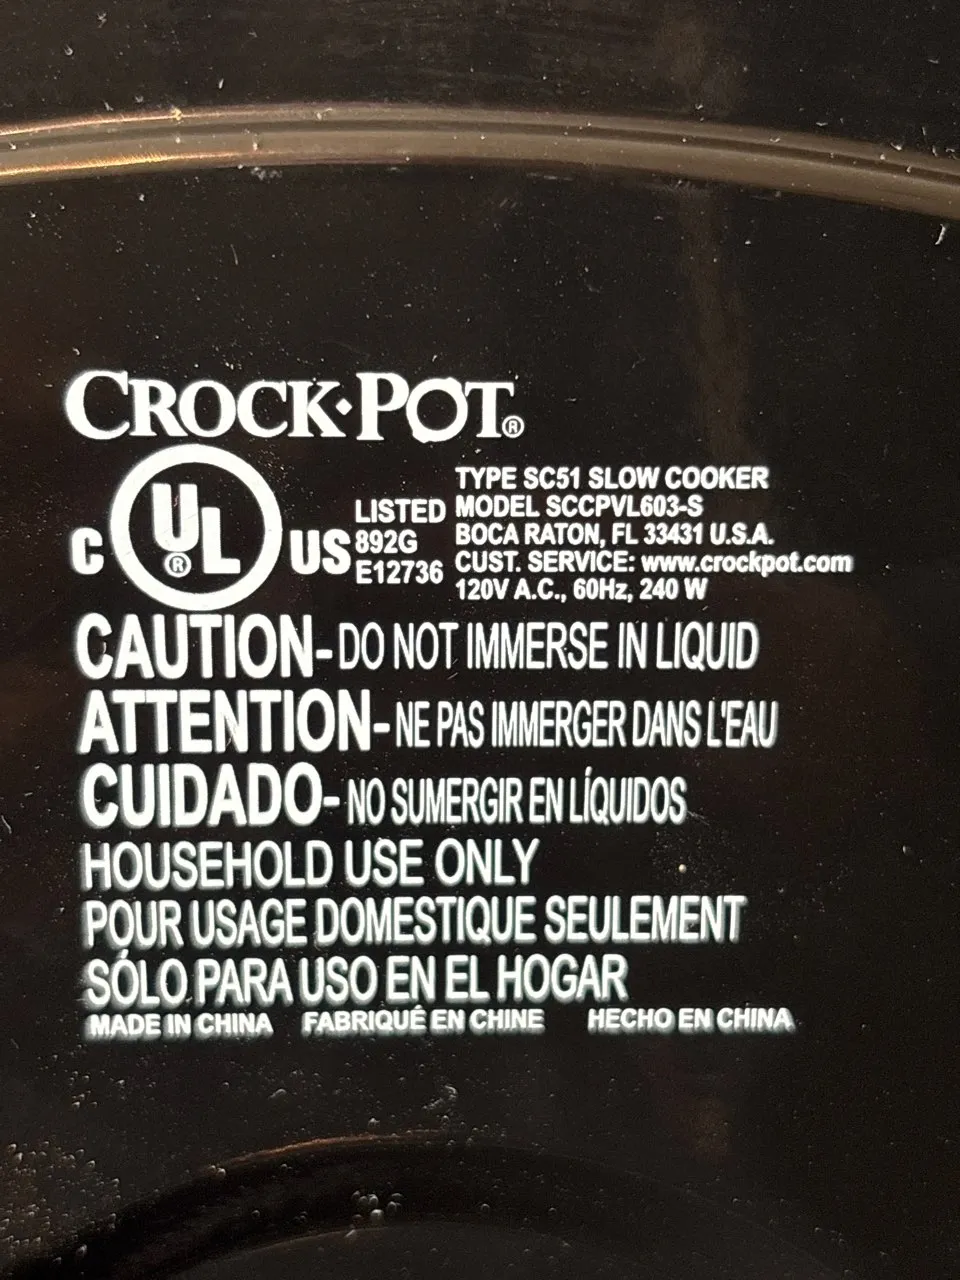 CROCK·POT®
C UL® US
LISTED
892G
E12736
TYPE SC51 SLOW COOKER
MODEL SCCPVL603-S
BOCA RATON, FL 33431 U.S.A.
CUST. SERVICE: www.crockpot.com
120V A.C., 60Hz, 240 W
CAUTION-DO NOT IMMERSE IN LIQUID
ATTENTION-NE PAS IMMERGER DANS L'EAU
CUIDADO-NO SUMERGIR EN LÍQUIDOS
HOUSEHOLD USE ONLY
POUR USAGE DOMESTIQUE SEULEMENT
SÓLO PARA USO EN EL HOGAR
MADE IN CHINA FABRIQUÉ EN CHINE HECHO EN CHINA